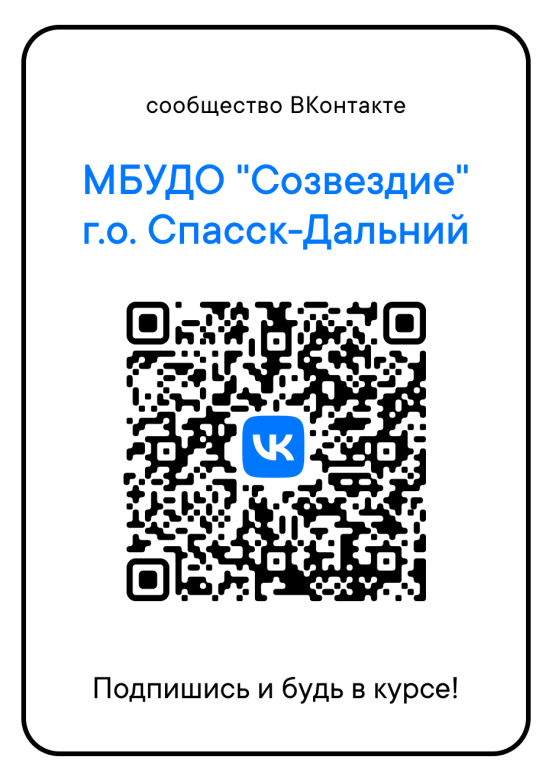 сообщество ВКонтакте
МБУДО "Созвездие"
г.о. Спасск-Дальний
Подпишись и будь в курсе!